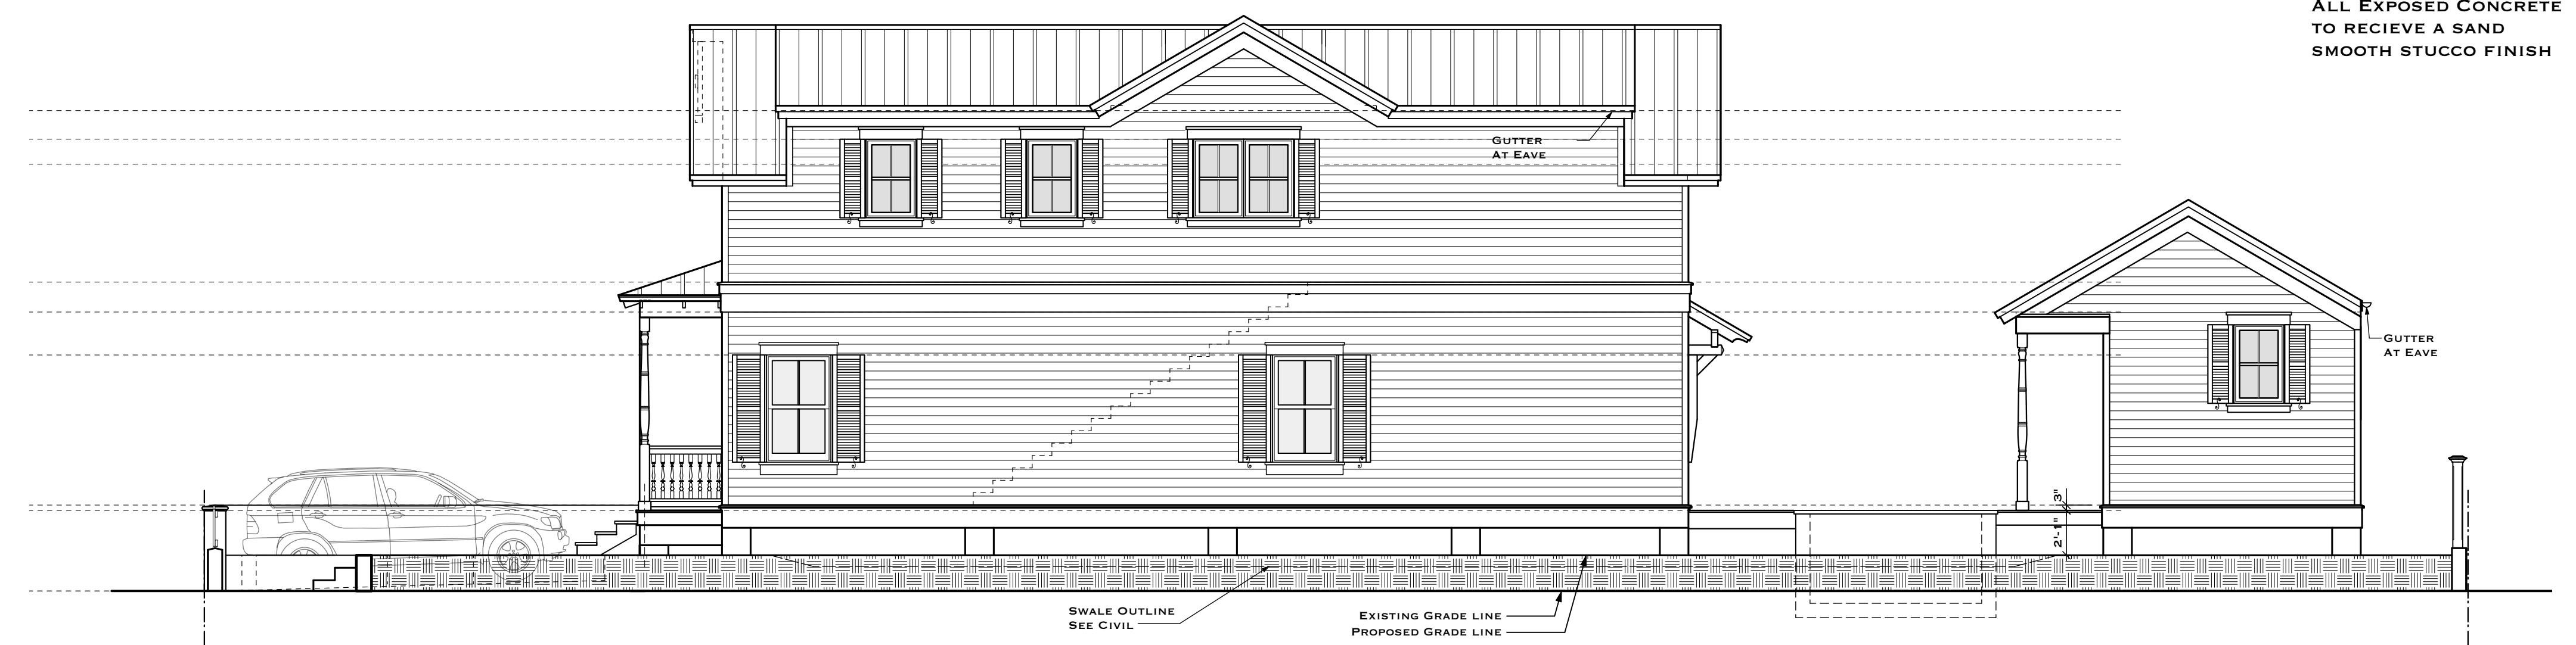 ALL EXPOSED CONCRETE
TO RECIEVE A SAND
SMOOTH STUCCO FINISH
GUTTER
AT EAVE
GUTTER
AT EAVE
3"
2'-1"
SWALE OUTLINE
SEE CIVIL
EXISTING GRADE LINE
PROPOSED GRADE LINE